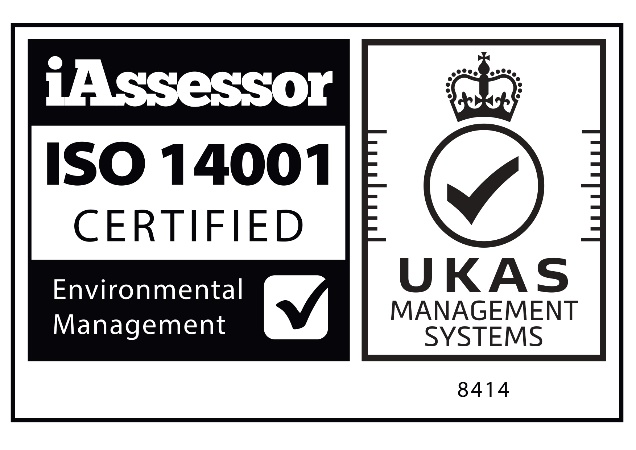 iAssessor
ISO 14001
CERTIFIED
Environmental
Management
UKAS
MANAGEMENT
SYSTEMS
8414